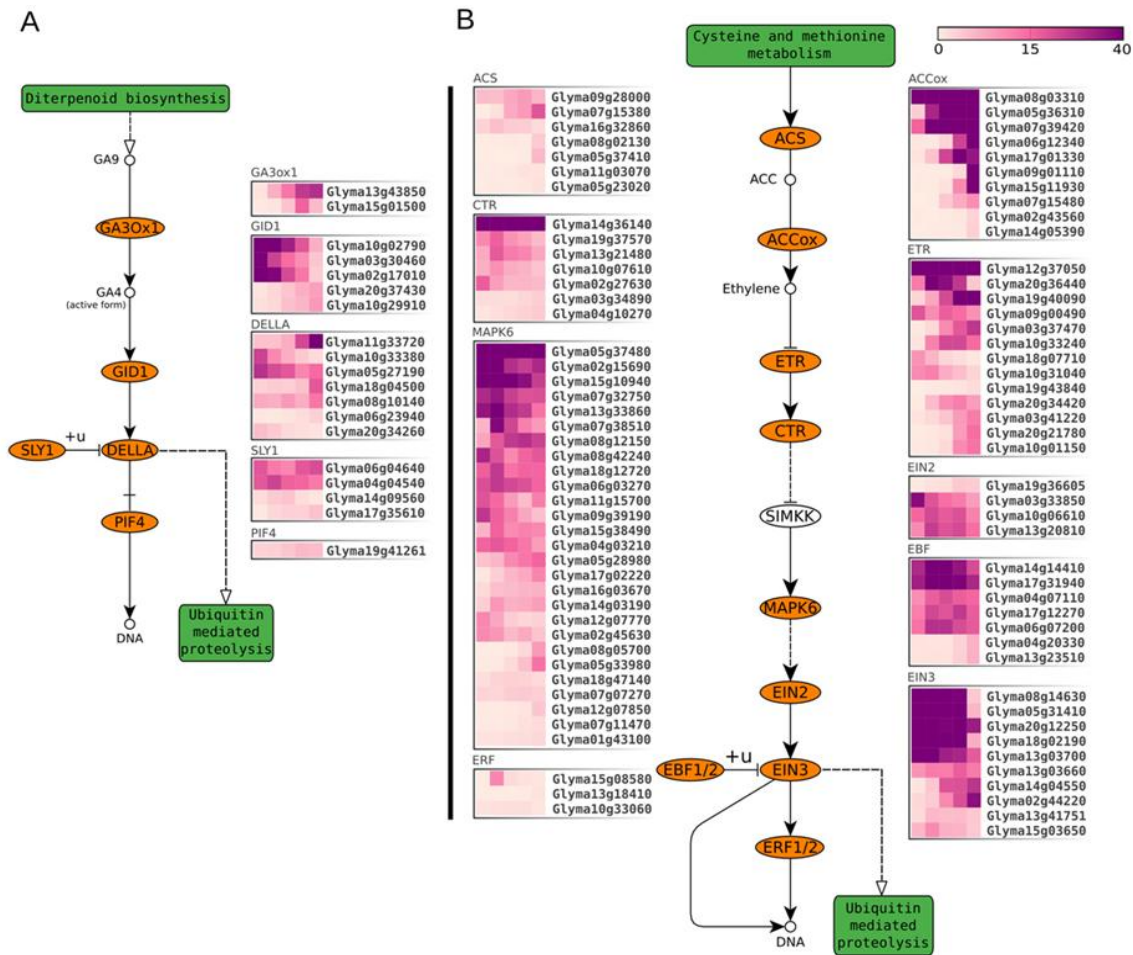 A
Diterpenoid biosynthesis
GA9
GA3Ox1
GA4
(active form)
GID1
SLY1
+u
DELLA
PIF4
DNA
Ubiquitin
mediated
proteolysis
GA3ox1
Glyma13g43850
Glyma15g01500
GID1
Glyma10g02790
Glyma03g30460
Glyma02g17010
Glyma20g37430
Glyma10g29910
DELLA
Glyma11g33720
Glyma10g33380
Glyma05g27190
Glyma18g04500
Glyma08g10140
Glyma06g23940
Glyma20g34260
SLY1
Glyma06g04640
Glyma04g04540
Glyma14g09560
Glyma17g35610
PIF4
Glyma19g41261
B
ACS
Glyma09g28000
Glyma07g15380
Glyma16g32860
Glyma08g02130
Glyma05g37410
Glyma11g03070
Glyma05g23020
CTR
Glyma14g36140
Glyma19g37570
Glyma13g21480
Glyma10g07610
Glyma02g27630
Glyma03g34890
Glyma04g10270
MAPK6
Glyma05g37480
Glyma02g15690
Glyma15g10940
Glyma07g32750
Glyma13g33860
Glyma07g38510
Glyma08g12150
Glyma08g42240
Glyma18g12720
Glyma06g03270
Glyma11g15700
Glyma09g39190
Glyma15g38490
Glyma04g03210
Glyma05g28980
Glyma17g02220
Glyma16g03670
Glyma14g03190
Glyma12g07770
Glyma02g45630
Glyma08g05700
Glyma05g33980
Glyma18g47140
Glyma07g07270
Glyma12g07850
Glyma07g11470
Glyma01g43100
ERF
Glyma15g08580
Glyma13g18410
Glyma10g33060
Cysteine and methionine
metabolism
ACS
ACC
ACCox
Ethylene
ETR
CTR
SIMKK
MAPK6
EIN2
EBF1/2
+u
EIN3
ERF1/2
DNA
Ubiquitin
mediated
proteolysis
0 15 40
ACCox
Glyma08g03310
Glyma05g36310
Glyma07g39420
Glyma06g12340
Glyma17g01330
Glyma09g01110
Glyma15g11930
Glyma07g15480
Glyma02g43560
Glyma14g05390
ETR
Glyma12g37050
Glyma20g36440
Glyma19g40090
Glyma09g00490
Glyma03g37470
Glyma10g33240
Glyma18g07710
Glyma10g31040
Glyma19g43840
Glyma20g34420
Glyma03g41220
Glyma20g21780
Glyma10g01150
EIN2
Glyma19g36605
Glyma03g33850
Glyma10g06610
Glyma13g20810
EBF
Glyma14g14410
Glyma17g31940
Glyma04g07110
Glyma17g12270
Glyma06g07200
Glyma04g20330
Glyma13g23510
EIN3
Glyma08g14630
Glyma05g31410
Glyma20g12250
Glyma18g02190
Glyma13g03700
Glyma13g03660
Glyma14g04550
Glyma02g44220
Glyma13g41751
Glyma15g03650